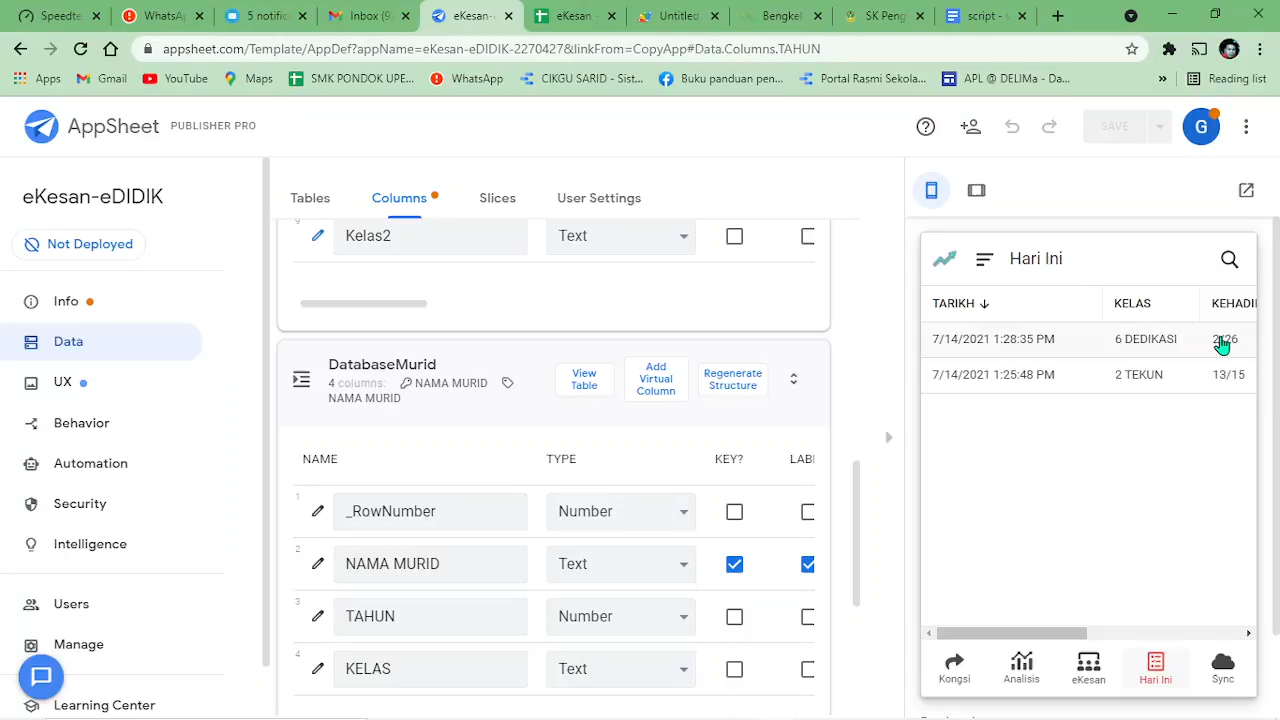 Speedte
WhatsA
5 notific
Inbox (9
eKesan-
eKesan -
Untitled
Bengkel
SK Peng
script -
appsheet.com/Template/AppDef?appName=eKesan-eDIDIK-2270427&linkFrom=CopyApp#Data.Columns.TAHUN
Apps
Gmail
YouTube
Maps
SMK PONDOK UPE...
WhatsApp
CIKGU SARID - Sist...
Buku panduan pen...
Portal Rasmi Sekola...
APL @ DELIMa - Da...
»
Reading list
AppSheet PUBLISHER PRO
SAVE
G
eKesan-eDIDIK
Not Deployed
Info
Data
UX
Behavior
Automation
Security
Intelligence
Users
Manage
Learning Center
Tables
Columns
Slices
User Settings
9
Kelas2
Text
DatabaseMurid
4 columns: NAMA MURID
NAMA MURID
View
Table
Add
Virtual
Column
Regenerate
Structure
NAME TYPE KEY? LABE
1
_RowNumber Number
2
NAMA MURID Text
3
TAHUN Number
4
KELAS Text
Hari Ini
TARIKH KELAS KEHADI
7/14/2021 1:28:35 PM 6 DEDIKASI
7/14/2021 1:25:48 PM 2 TEKUN 13/15
Kongsi
Analisis
eKesan
Hari Ini
Sync